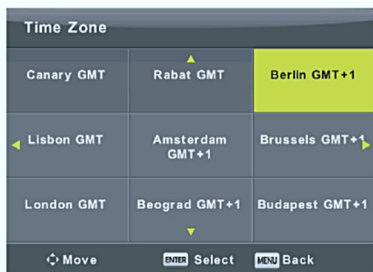 Time Zone
Canary GMT
Rabat GMT
Berlin GMT+1
Lisbon GMT
Amsterdam
GMT+1
Brussels GMT+1
London GMT
Beograd GMT+1
Budapest GMT+1
Move
ENTER Select
MENU Back